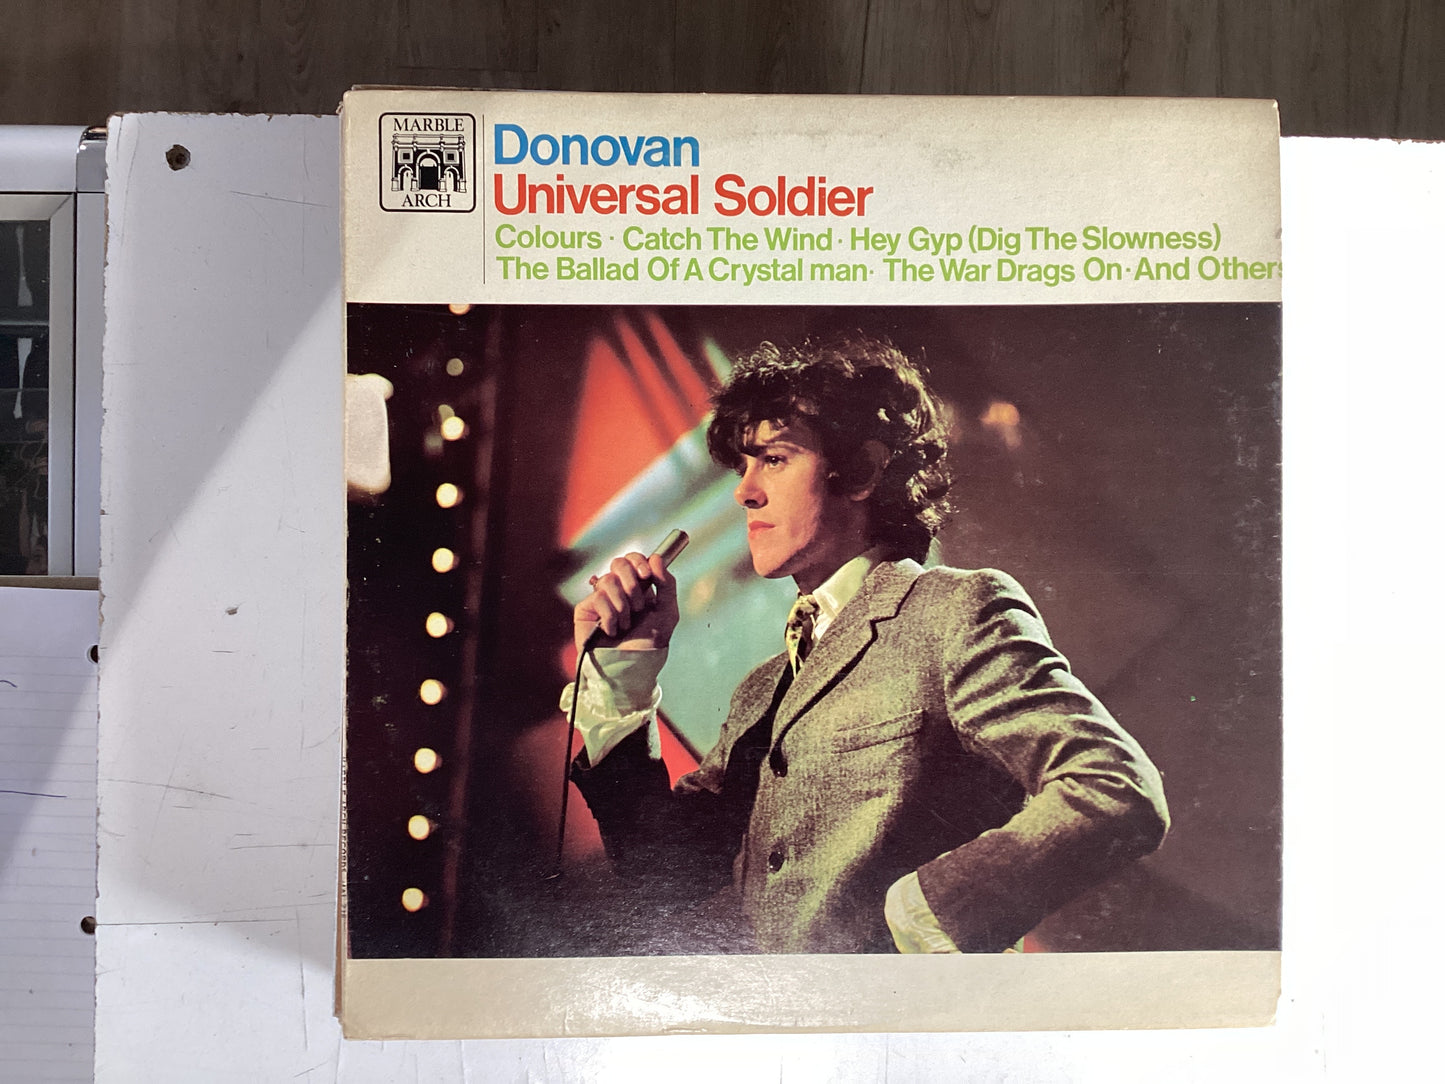 MARBLE
ARCH
Donovan
Universal Soldier
Colours · Catch The Wind · Hey Gyp (Dig The Slowness)
The Ballad Of A Crystal man · The War Drags On · And Others